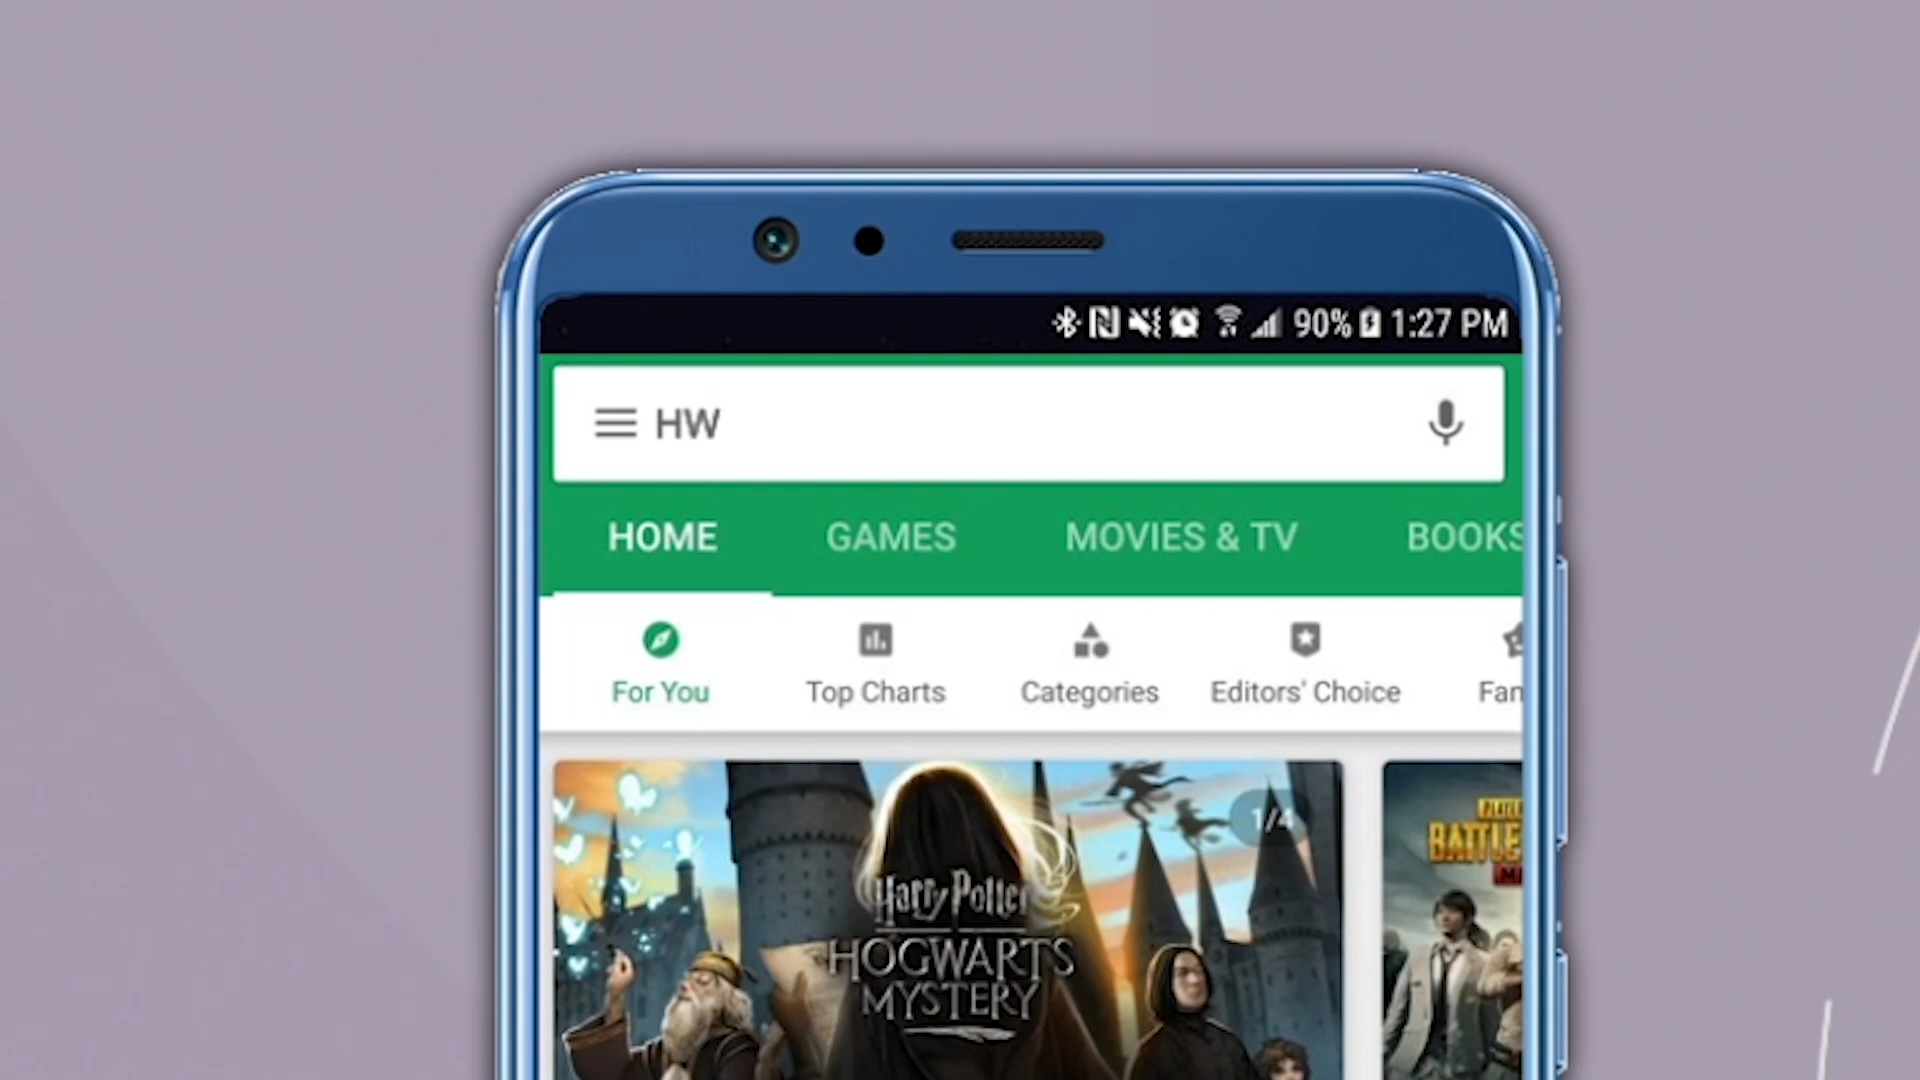 90% 1:27 PM
HW
HOME GAMES MOVIES & TV BOOKS
For You Top Charts Categories Editors' Choice Fam
1/4
Harry Potter
HOGWARTS
MYSTERY
BATTLE